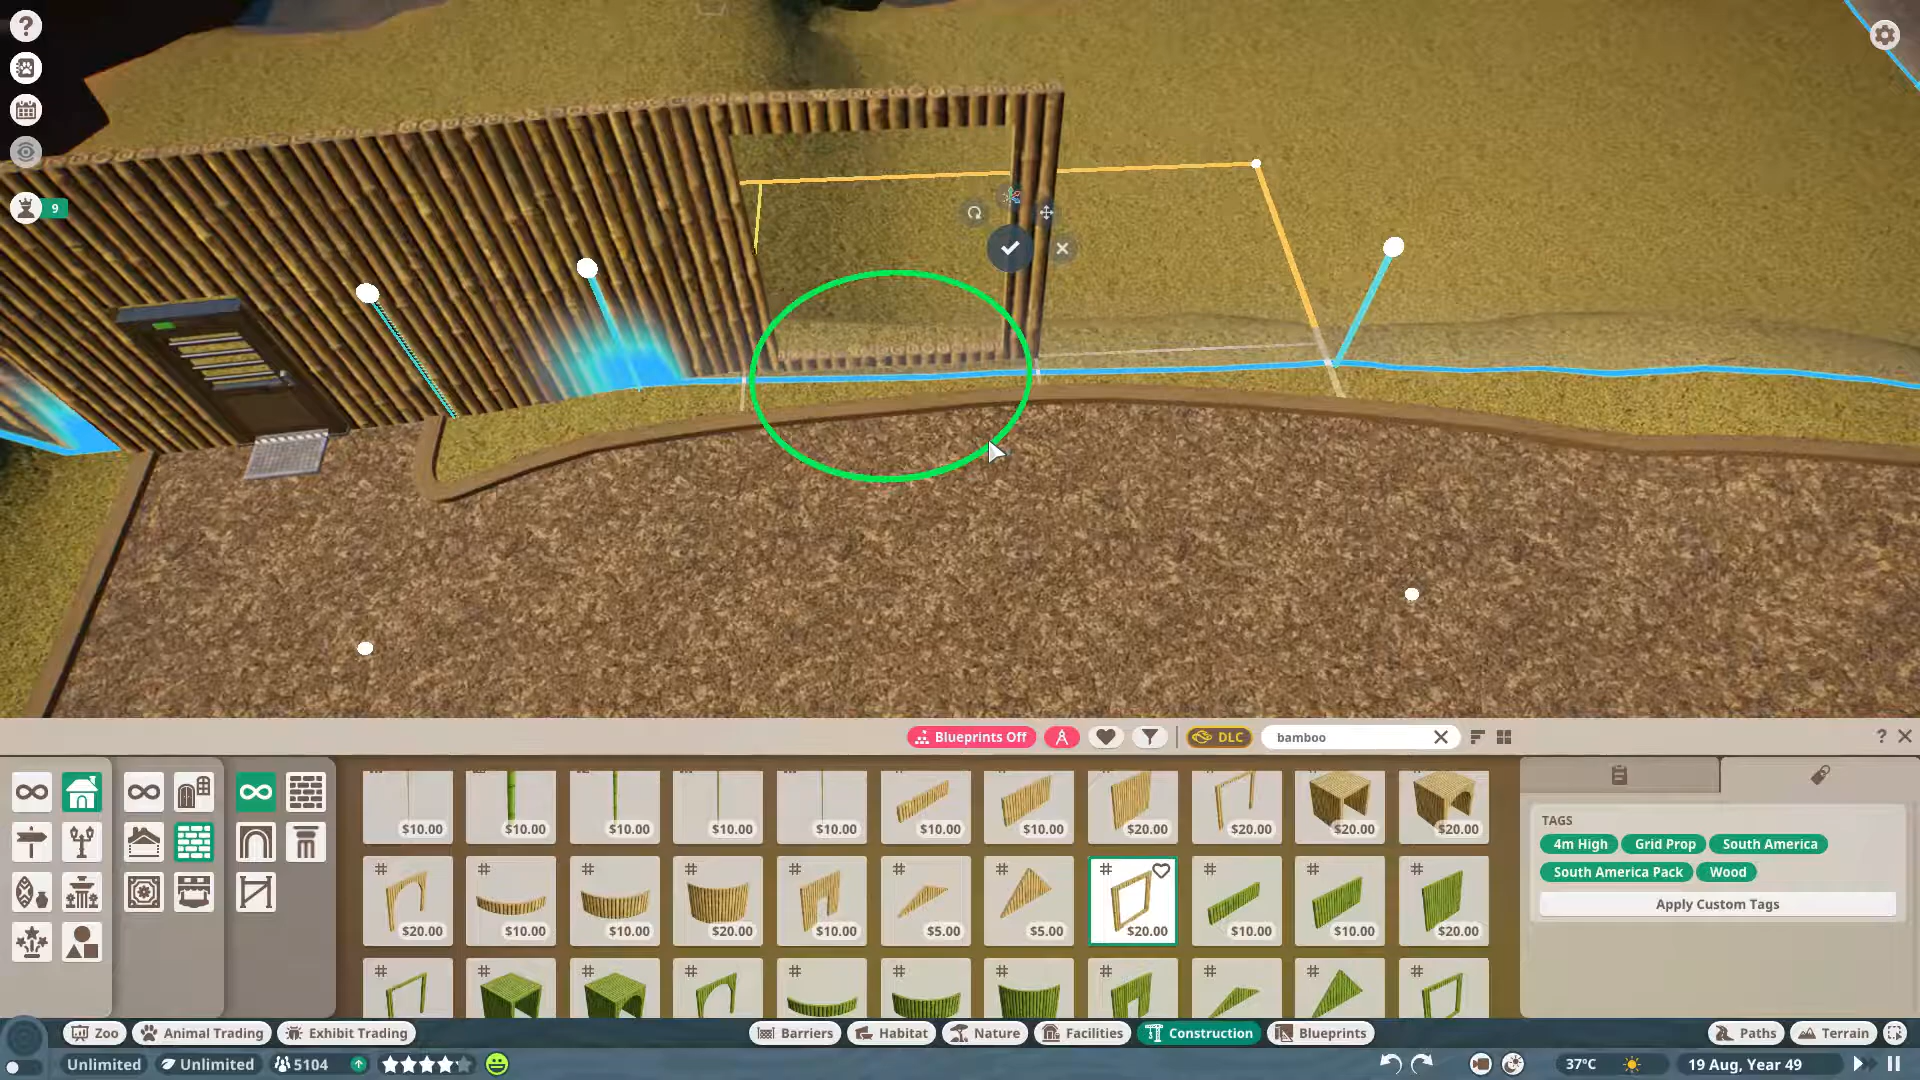 ?
9
Blueprints Off
DLC
bamboo
?
$10.00 $10.00 $10.00 $10.00 $10.00 $10.00 $10.00 $20.00 $20.00 $20.00 $20.00
# # # # # # # # # # #
$20.00 $10.00 $10.00 $20.00 $10.00 $5.00 $5.00 $20.00 $10.00 $10.00 $20.00
# # # # # # # # # # #
TAGS
4m High Grid Prop South America
South America Pack Wood
Apply Custom Tags
Zoo Animal Trading Exhibit Trading Barriers Habitat Nature Facilities Construction Blueprints Paths Terrain
Unlimited Unlimited 5104 37°C 19 Aug, Year 49